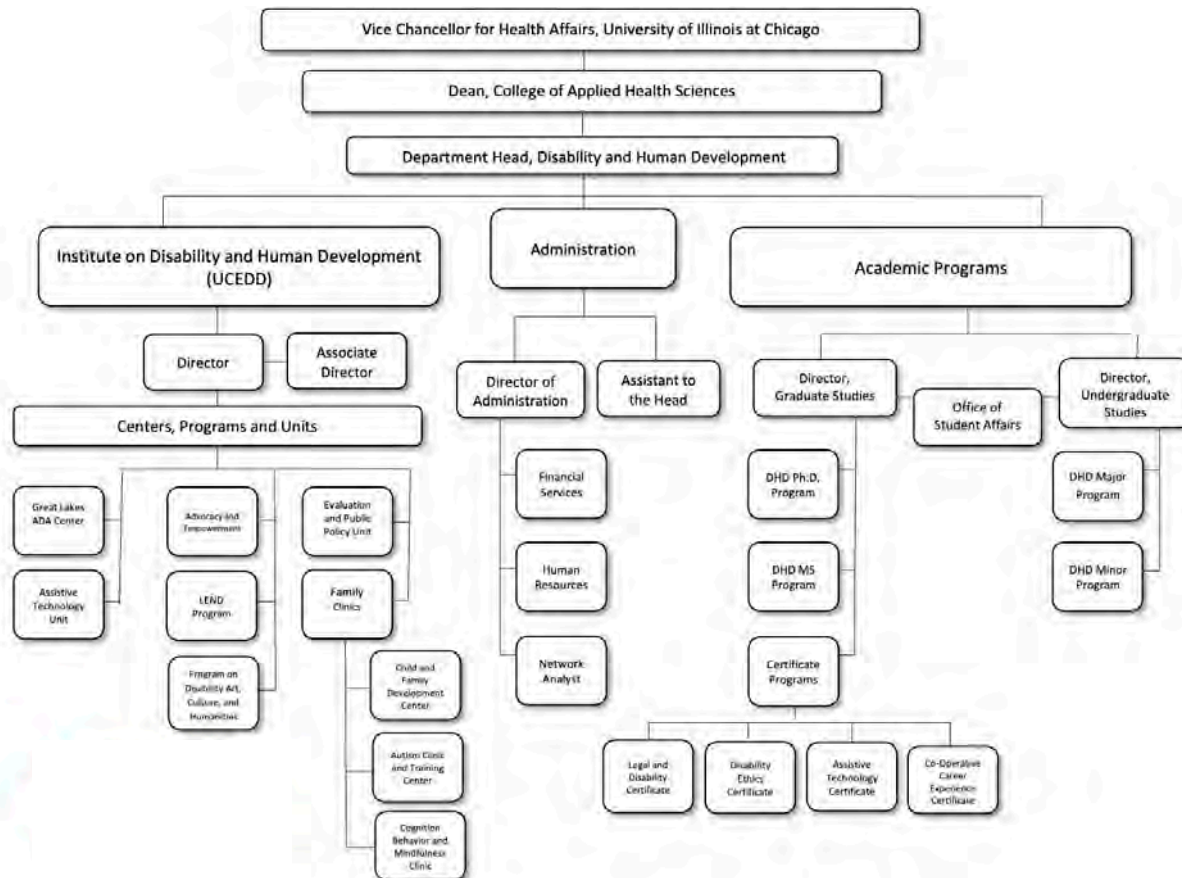 Vice Chancellor for Health Affairs, University of Illinois at Chicago
Dean, College of Applied Health Sciences
Department Head, Disability and Human Development
Institute on Disability and Human Development
(UCEDD)
Administration
Academic Programs
Director
Associate
Director
Director of
Administration
Assistant to
the Head
Director,
Graduate Studies
Office of
Student Affairs
Director,
Undergraduate
Studies
Centers, Programs and Units
Great Lakes
ADA Center
Advocacy and
Empowerment
Evaluation
and Public
Policy Unit
Financial
Services
DHD Ph.D.
Program
DHD Major
Program
Assistive
Technology
Unit
LEND
Program
Family
Clinics
Human
Resources
DHD MS
Program
DHD Minor
Program
Program on
Disability Art,
Culture, and
Humanities
Child and
Family
Development
Center
Network
Analyst
Certificate
Programs
Autism Clinic
and Training
Center
Legal and
Disability
Certificate
Disability
Ethics
Certificate
Assistive
Technology
Certificate
Co-Operative
Career
Experience
Certificate
Cognition
Behavior and
Mindfulness
Clinic